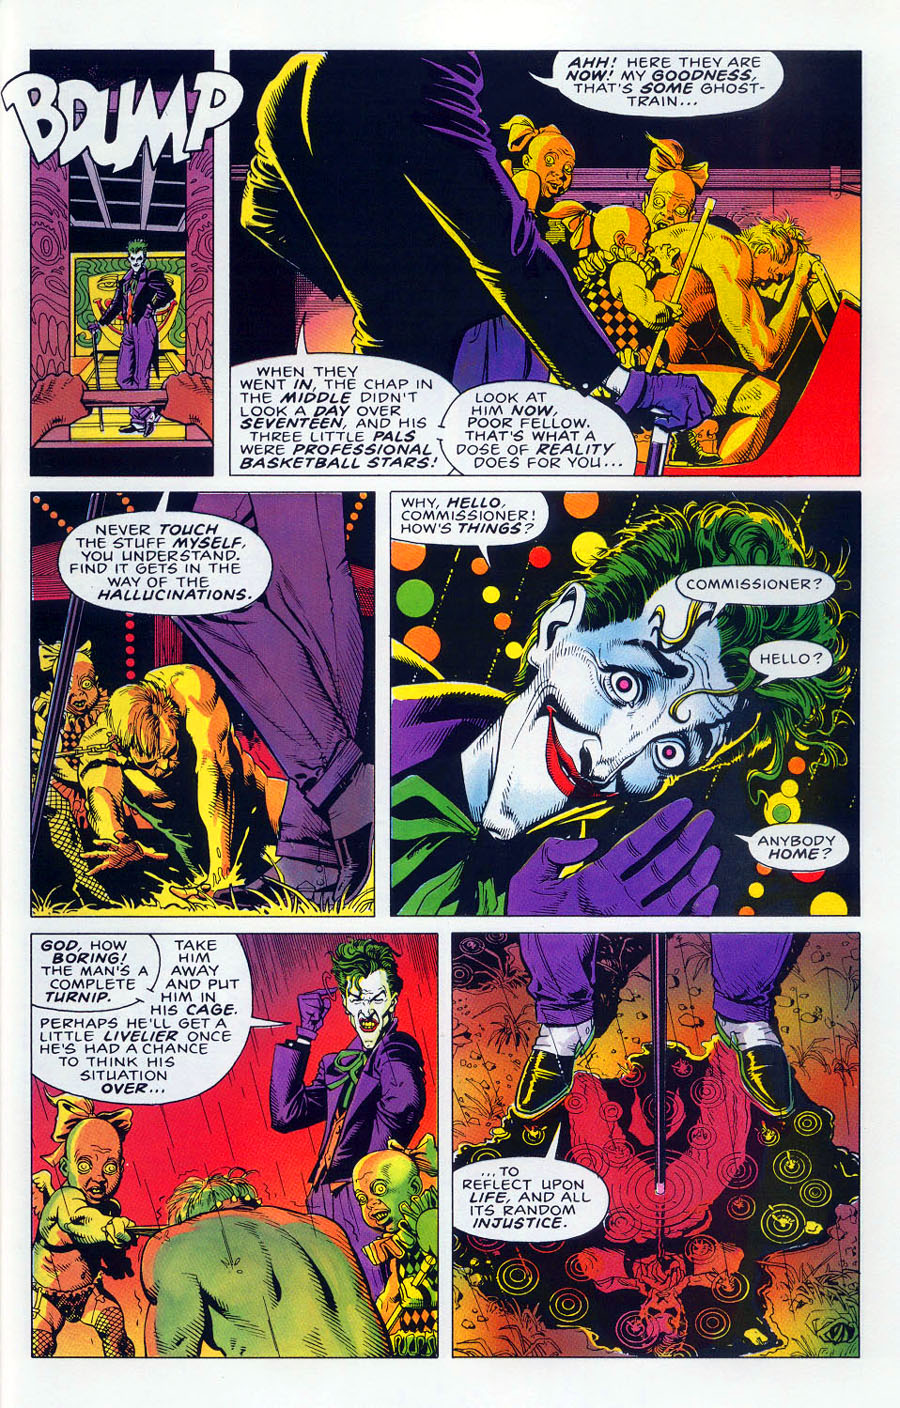 BDUMP
AHH! HERE THEY ARE
NOW! MY GOODNESS,
THAT'S SOME GHOST-
TRAIN...
WHEN THEY
WENT IN, THE CHAP IN
THE MIDDLE DIDN'T
LOOK A DAY OVER
SEVENTEEN, AND HIS
THREE LITTLE PALS
WERE PROFESSIONAL
BASKETBALL STARS!
LOOK AT
HIM NOW,
POOR FELLOW.
THAT'S WHAT A
DOSE OF REALITY
DOES FOR YOU...
NEVER TOUCH
THE STUFF MYSELF,
YOU UNDERSTAND.
FIND IT GETS IN THE
WAY OF THE
HALLUCINATIONS.
WHY, HELLO,
COMMISSIONER!
HOW'S THINGS?
COMMISSIONER?
HELLO?
ANYBODY
HOME?
GOD, HOW
BORING!
THE MAN'S A
COMPLETE
TURNIP.
TAKE
HIM
AWAY
AND PUT
HIM IN
HIS CAGE.
PERHAPS HE'LL GET A
LITTLE LIVELIER ONCE
HE'S HAD A CHANCE
TO THINK HIS
SITUATION
OVER...
...TO
REFLECT UPON
LIFE, AND ALL
ITS RANDOM
INJUSTICE.